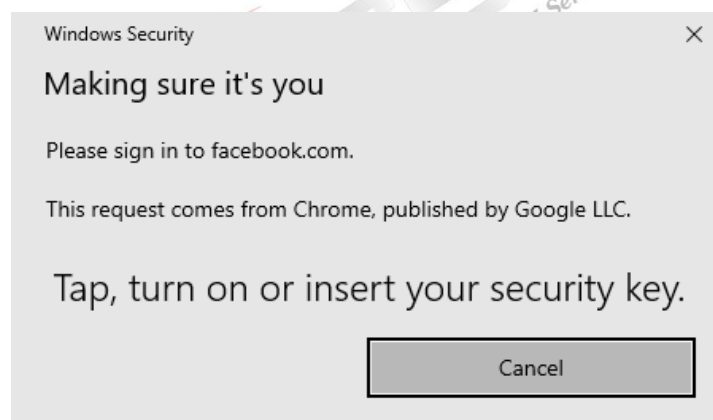 Windows Security
Making sure it's you
Please sign in to facebook.com.
This request comes from Chrome, published by Google LLC.
Tap, turn on or insert your security key.
Cancel